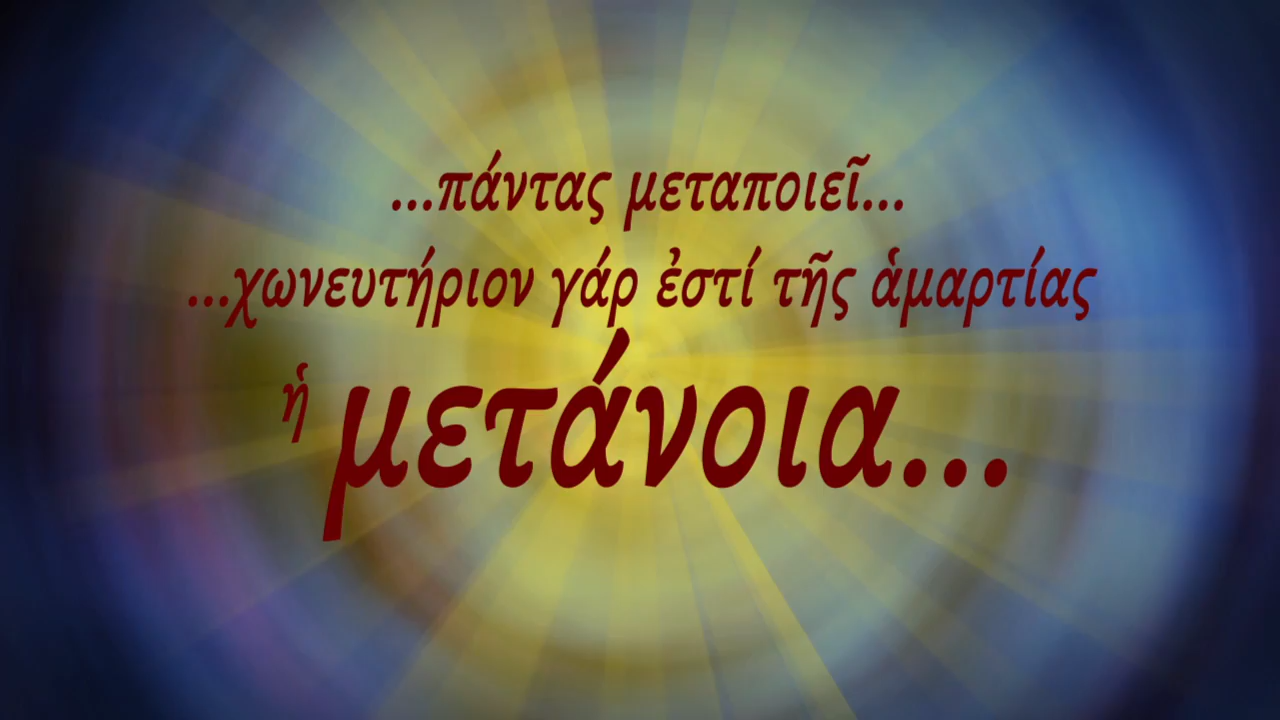 ...πάντας μεταποιεῖ...
...χωνευτήριον γάρ ἐστί τῆς ἁμαρτίας
ἡ μετάνοια...